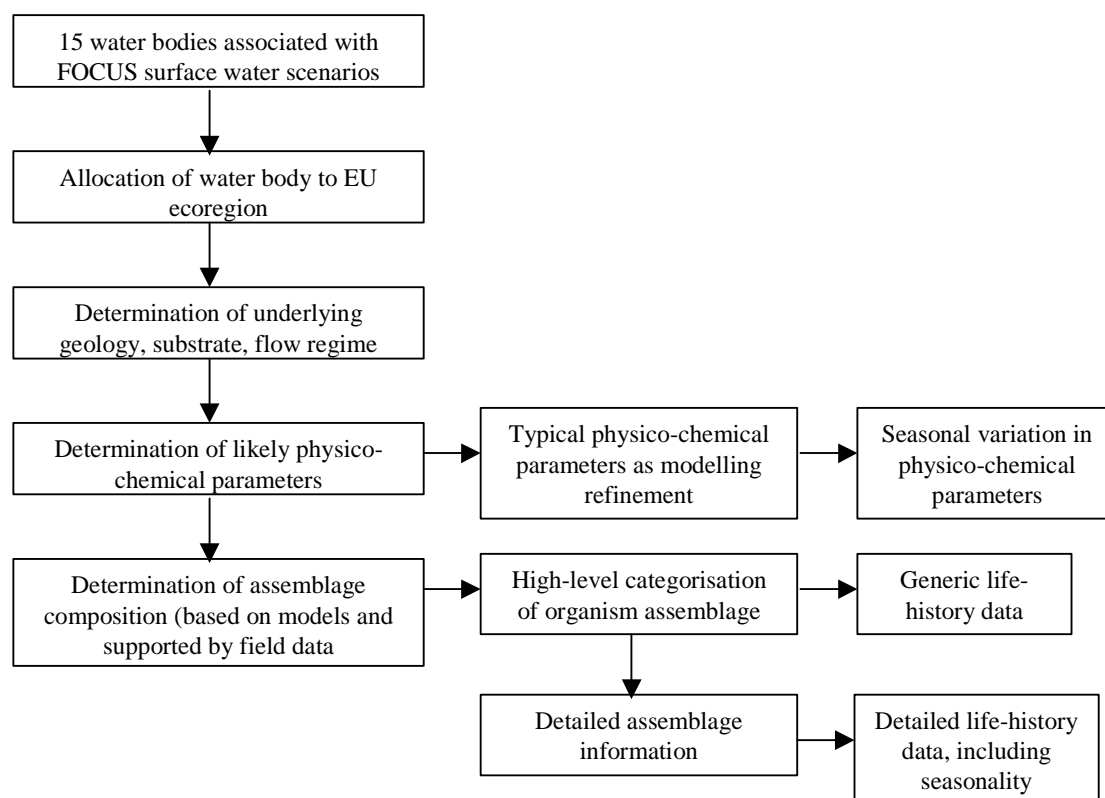 15 water bodies associated with
FOCUS surface water scenarios
Allocation of water body to EU
ecoregion
Determination of underlying
geology, substrate, flow regime
Determination of likely physico-
chemical parameters
Typical physico-chemical
parameters as modelling
refinement
Seasonal variation in
physico-chemical
parameters
Determination of assemblage
composition (based on models and
supported by field data
High-level categorisation
of organism assemblage
Generic life-
history data
Detailed assemblage
information
Detailed life-history
data, including
seasonality